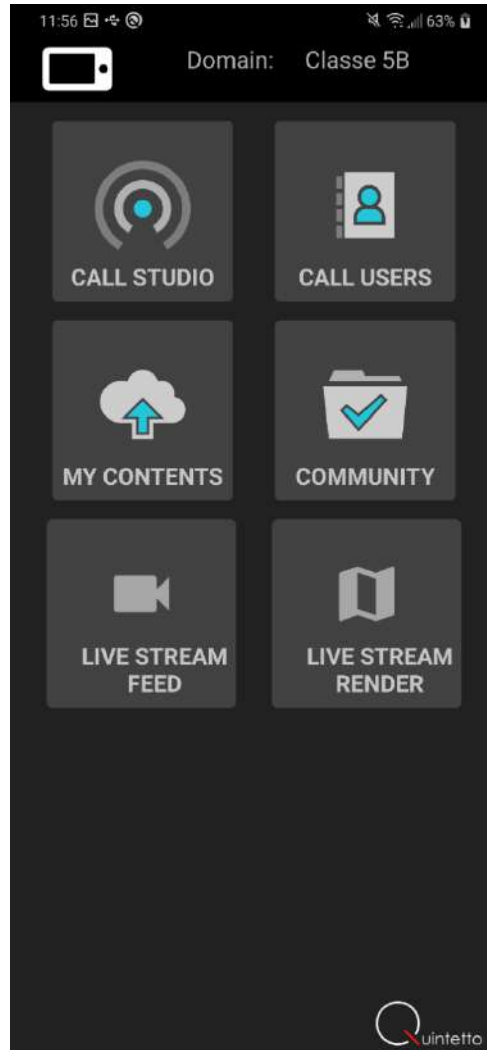 11:56 63%
Domain: Classe 5B
CALL STUDIO CALL USERS
MY CONTENTS COMMUNITY
LIVE STREAM
FEED
LIVE STREAM
RENDER
Quintetto